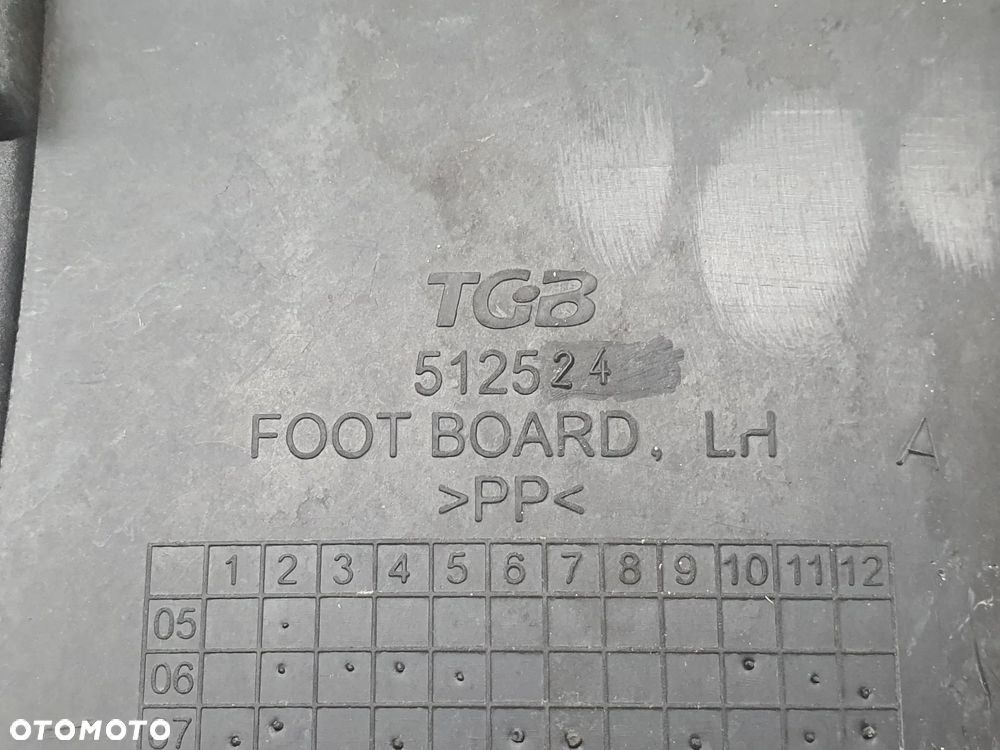 TGB
512524
FOOT BOARD, LH
A
>PP<
1 2 3 4 5 6 7 8 9 10 11 12
05
06
07
OTOMOTO